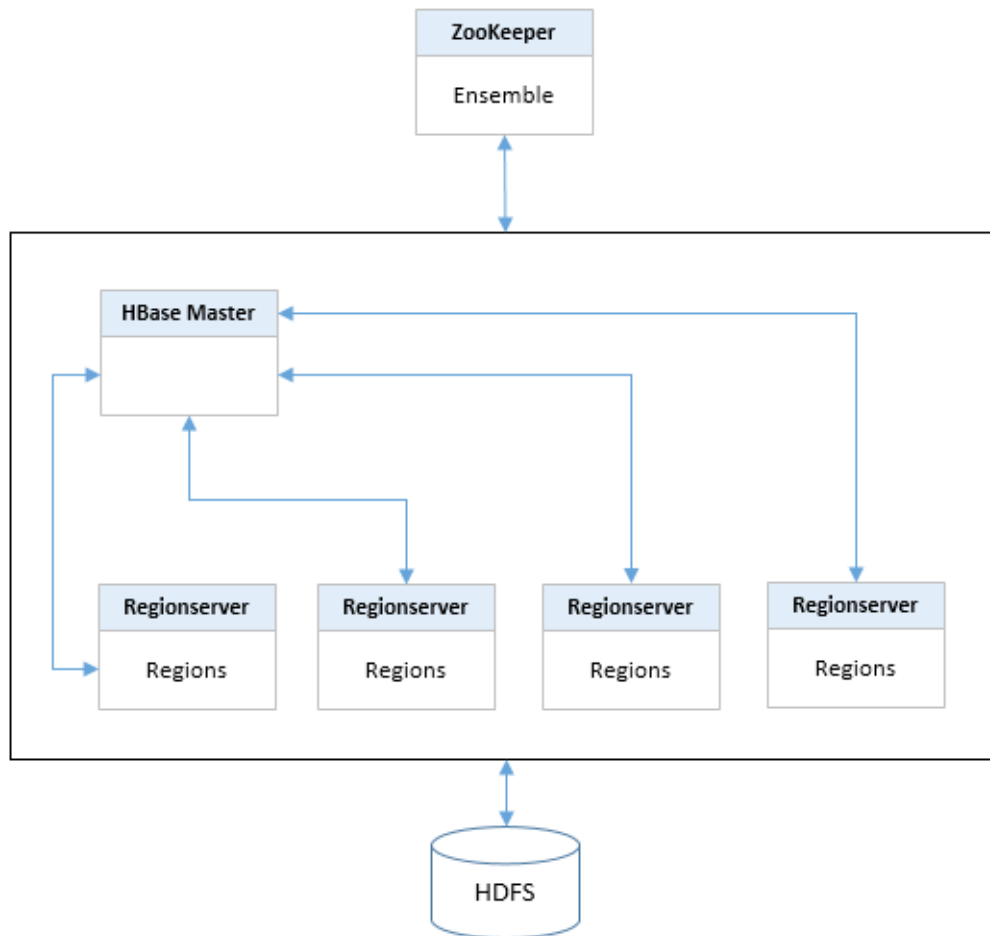 ZooKeeper
Ensemble
HBase Master
Regionserver
Regions
Regionserver
Regions
Regionserver
Regions
Regionserver
Regions
HDFS